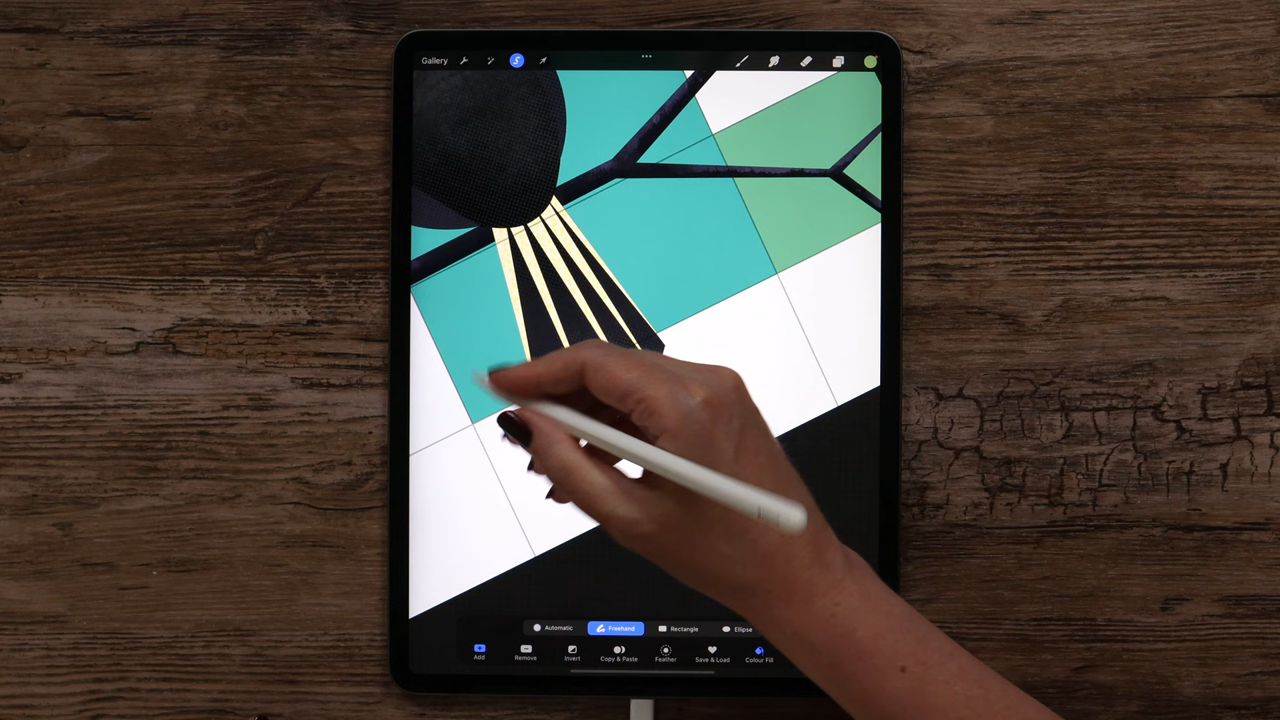 Gallery
Automatic Freehand Rectangle Ellipse
Add Remove Invert Copy & Paste Feather Save & Load Colour Fill